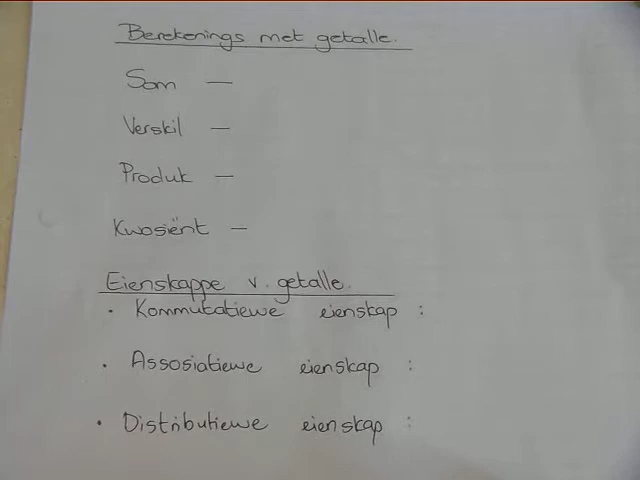 Berekenings met getalle.
Som —
Verskil —
Produk —
Kwosiënt —
Eienskappe v. getalle.
• Kommutatiewe eienskap :
• Assosiatiewe eienskap :
• Distributiewe eienskap :